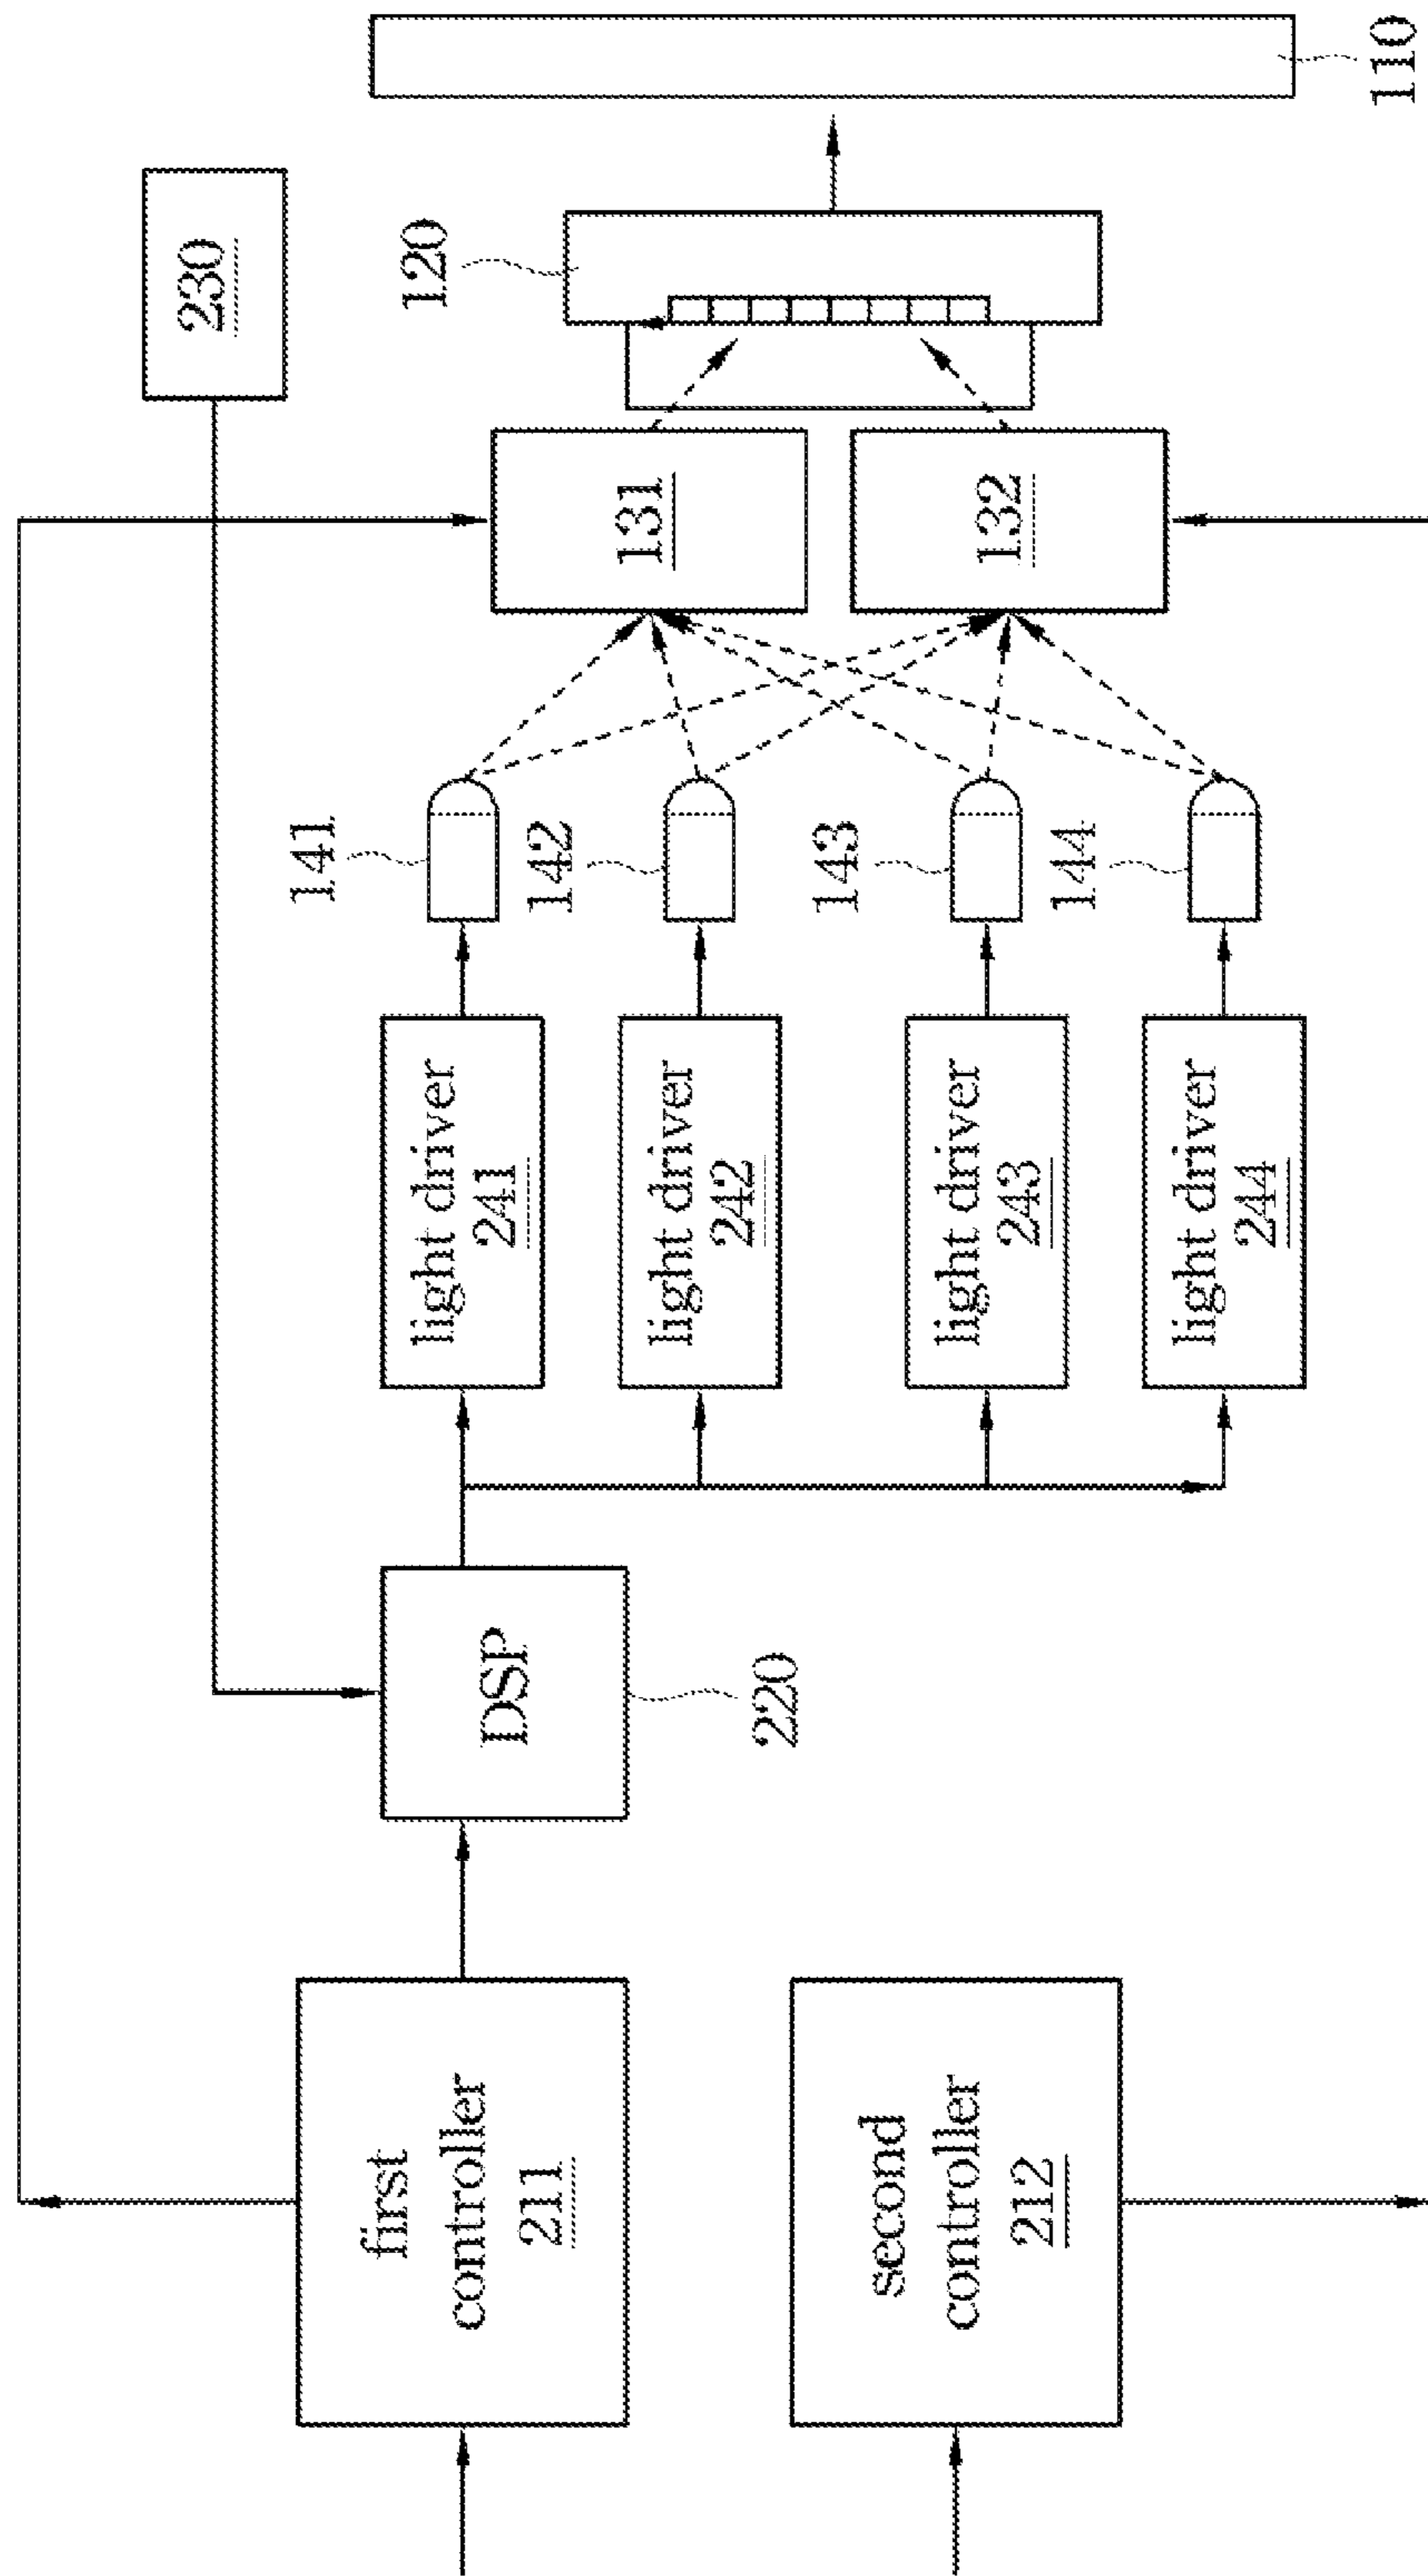 first
controller
211
second
controller
212
DSP
220
light driver
241
light driver
242
light driver
243
light driver
244
141
142
143
144
131
132
230
120
110